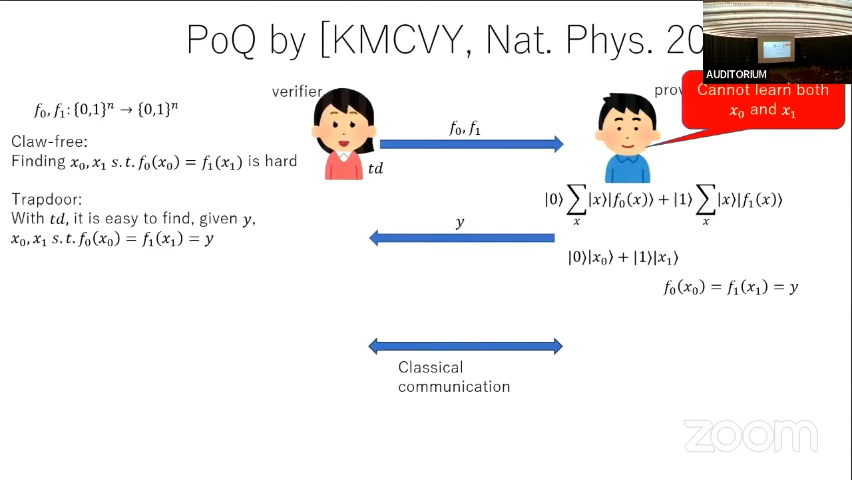 PoQ by [KMCVY, Nat. Phys. 20
AUDITORIUM
verifier
Cannot learn both
x₀ and x₁
f₀, f₁: {0,1}ⁿ → {0,1}ⁿ
f₀, f₁
Claw-free:
Finding x₀, x₁ s.t. f₀(x₀) = f₁(x₁) is hard
td
Trapdoor:
With td, it is easy to find, given y,
x₀, x₁ s.t. f₀(x₀) = f₁(x₁) = y
|0⟩∑ₓ|x⟩|f₀(x)⟩ + |1⟩∑ₓ|x⟩|f₁(x)⟩
y
|0⟩|x₀⟩ + |1⟩|x₁⟩
f₀(x₀) = f₁(x₁) = y
Classical
communication
zoom